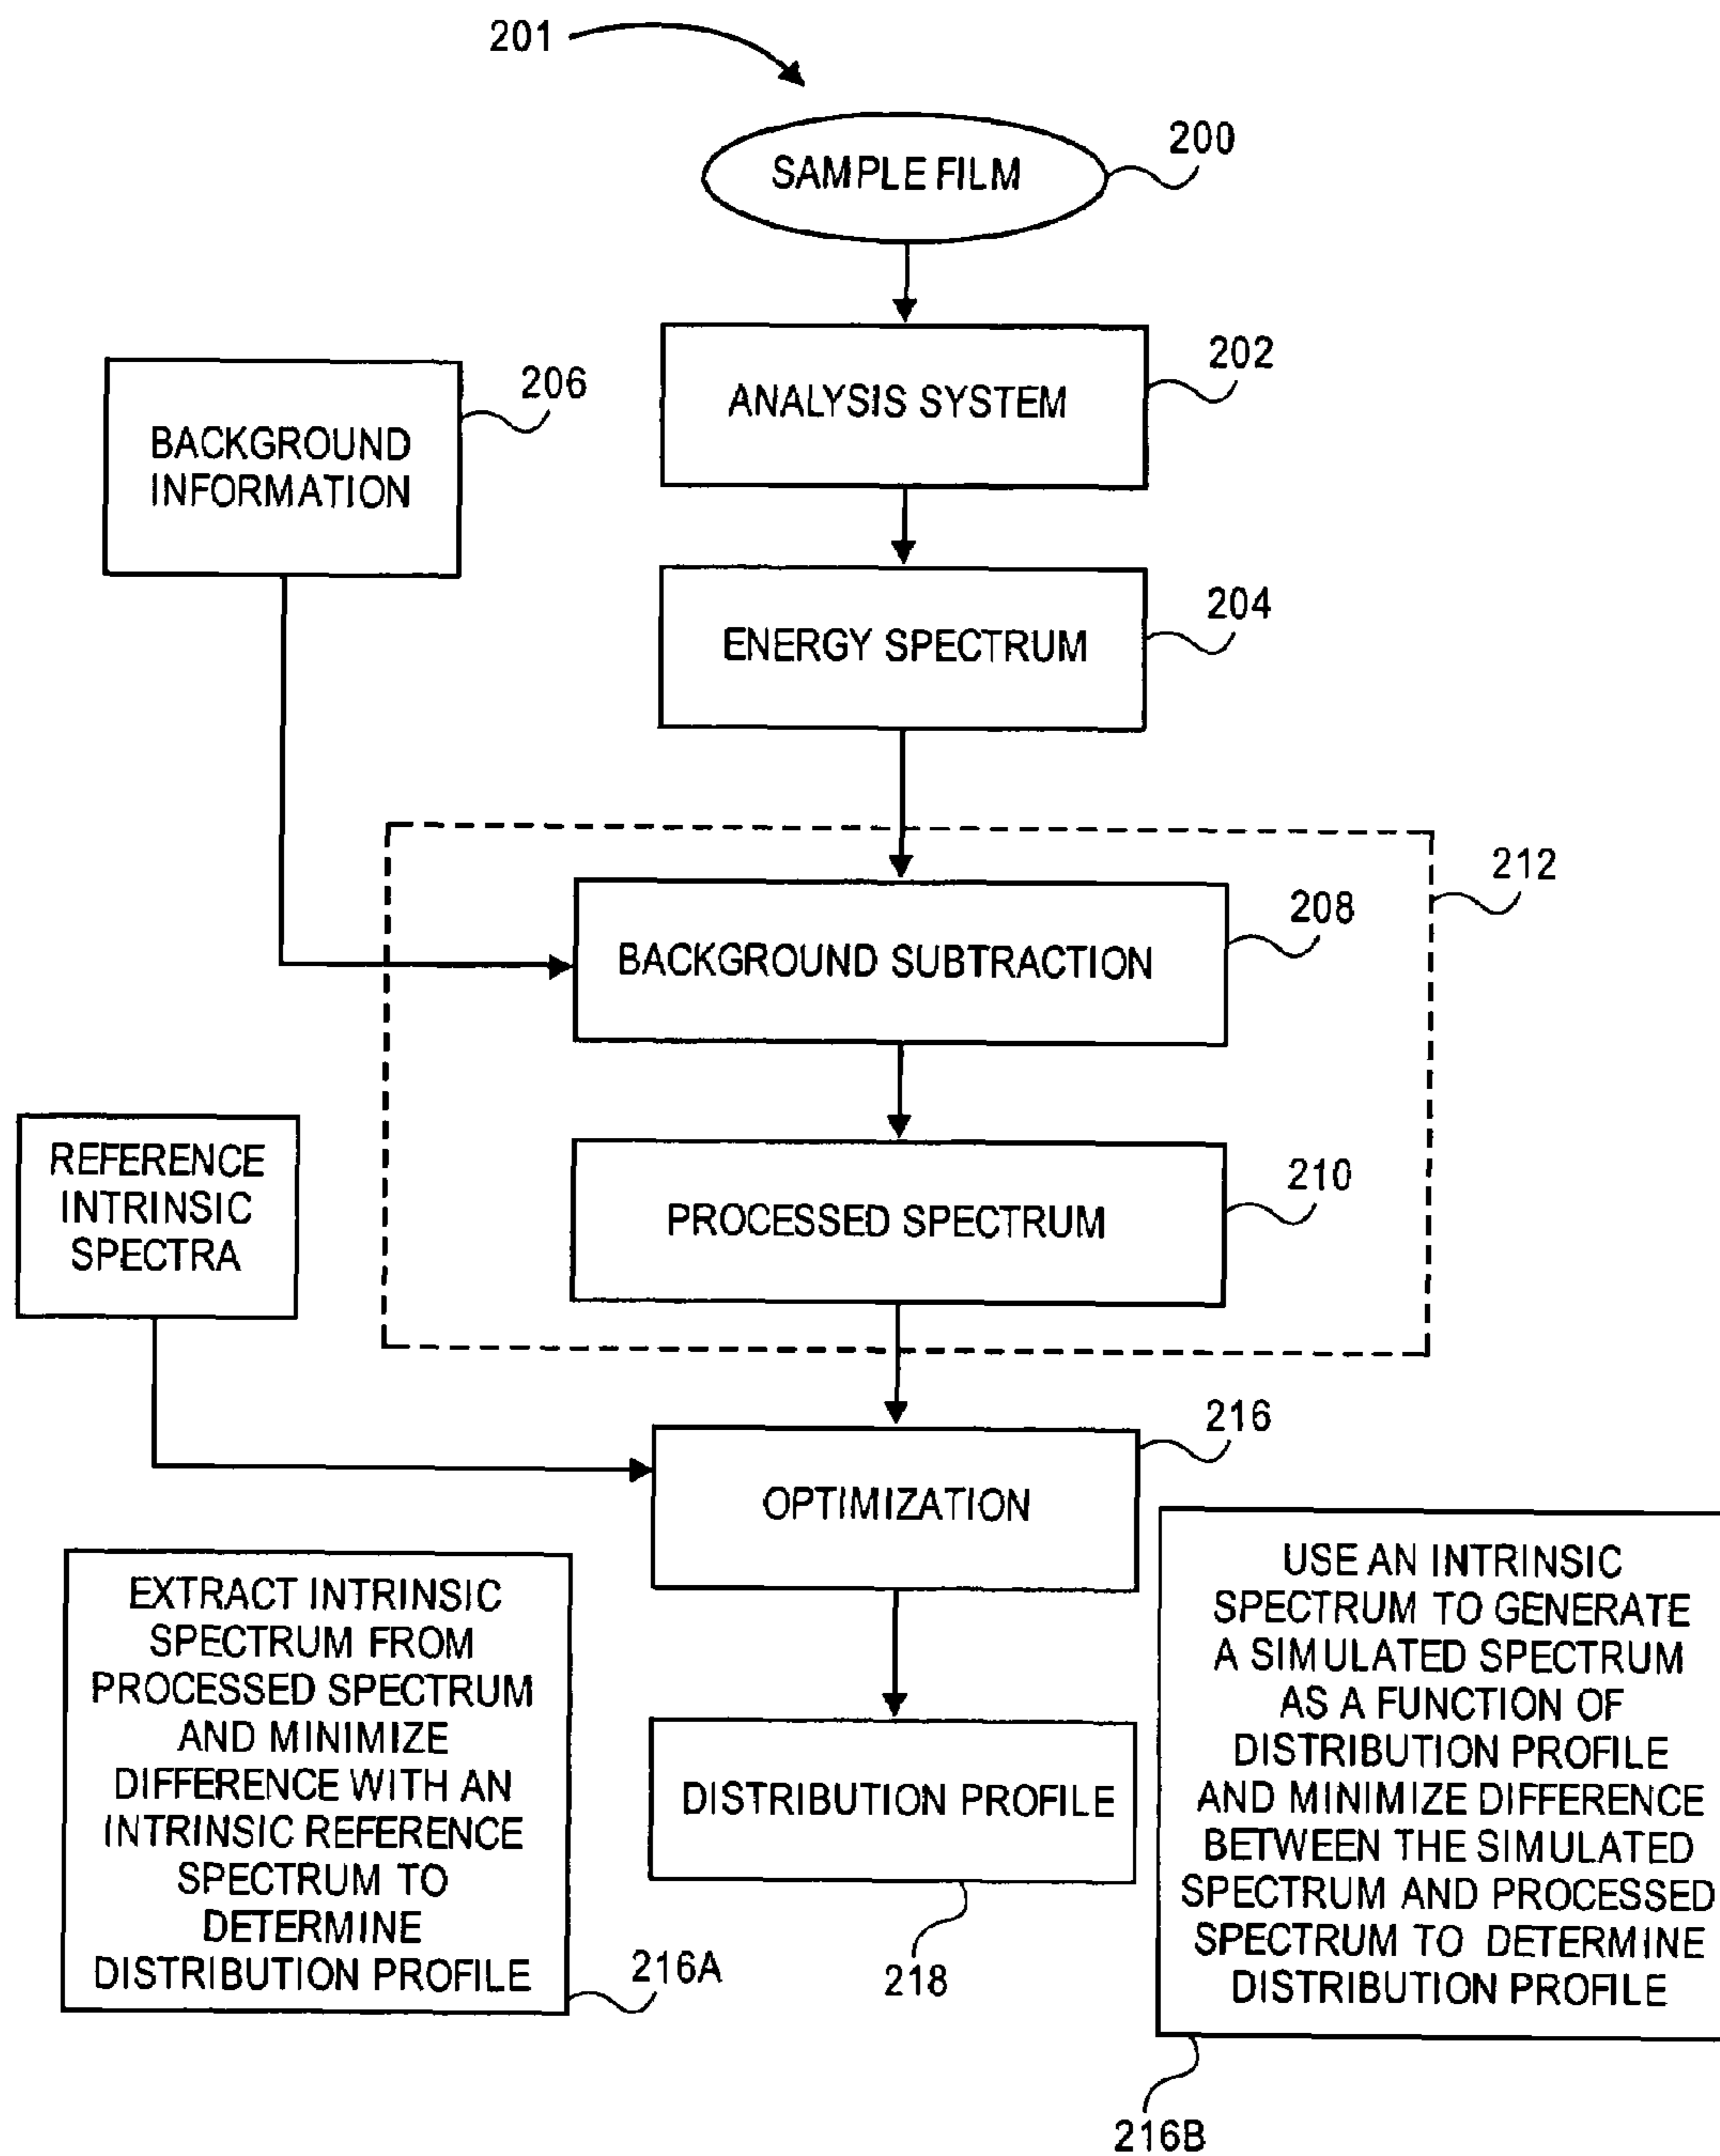 201
SAMPLE FILM
200
ANALYSIS SYSTEM
202
BACKGROUND
INFORMATION
206
ENERGY SPECTRUM
204
212
BACKGROUND SUBTRACTION
208
REFERENCE
INTRINSIC
SPECTRA
PROCESSED SPECTRUM
210
OPTIMIZATION
216
EXTRACT INTRINSIC
SPECTRUM FROM
PROCESSED SPECTRUM
AND MINIMIZE
DIFFERENCE WITH AN
INTRINSIC REFERENCE
SPECTRUM TO
DETERMINE
DISTRIBUTION PROFILE
216A
DISTRIBUTION PROFILE
218
USE AN INTRINSIC
SPECTRUM TO GENERATE
A SIMULATED SPECTRUM
AS A FUNCTION OF
DISTRIBUTION PROFILE
AND MINIMIZE DIFFERENCE
BETWEEN THE SIMULATED
SPECTRUM AND PROCESSED
SPECTRUM TO DETERMINE
DISTRIBUTION PROFILE
216B